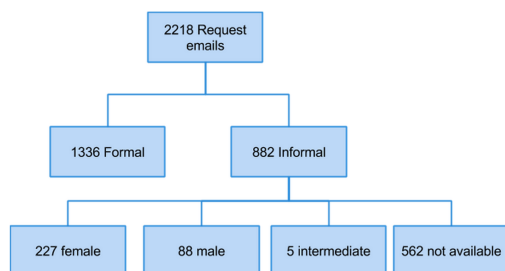 2218 Request
emails
1336 Formal
882 Informal
227 female
88 male
5 intermediate
562 not available